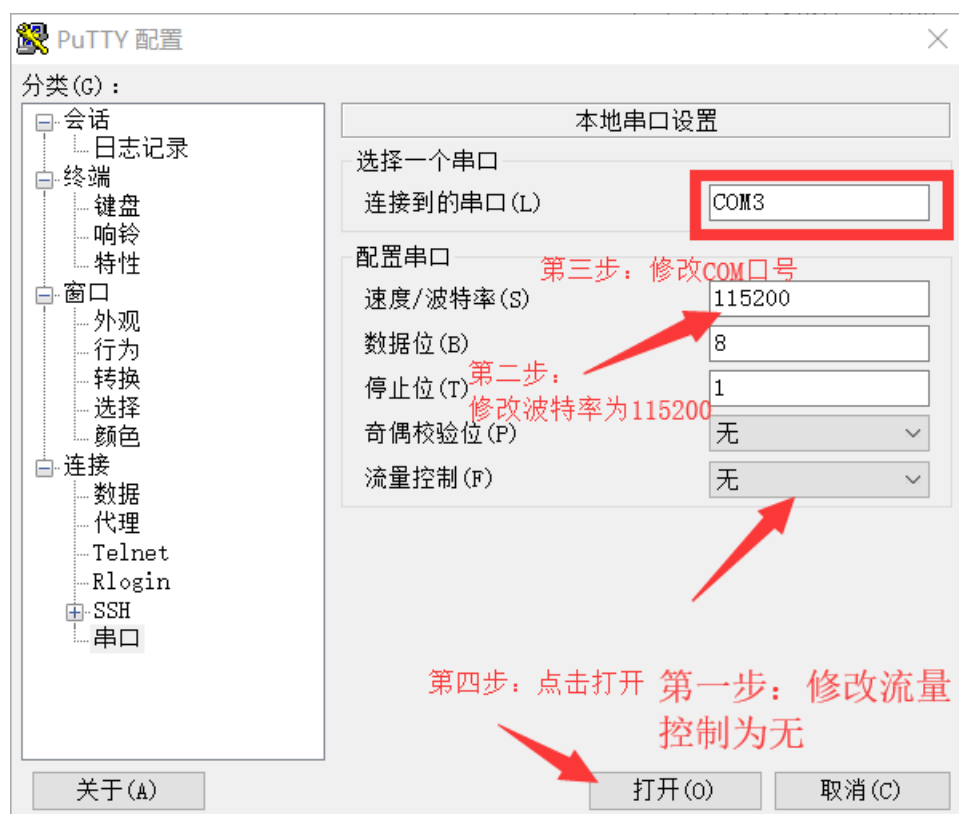 PuTTY 配置
分类(G)：
会话
日志记录
终端
键盘
响铃
特性
窗口
外观
行为
转换
选择
颜色
连接
数据
代理
Telnet
Rlogin
SSH
串口
本地串口设置
选择一个串口
连接到的串口(L)
COM3
配置串口
第三步：修改COM口号
速度/波特率(S)
115200
数据位(B)
8
第二步：
修改波特率为115200
停止位(T)
1
奇偶校验位(P)
无
流量控制(F)
无
第四步：点击打开
第一步：修改流量
控制为无
关于(A)
打开(O)
取消(C)